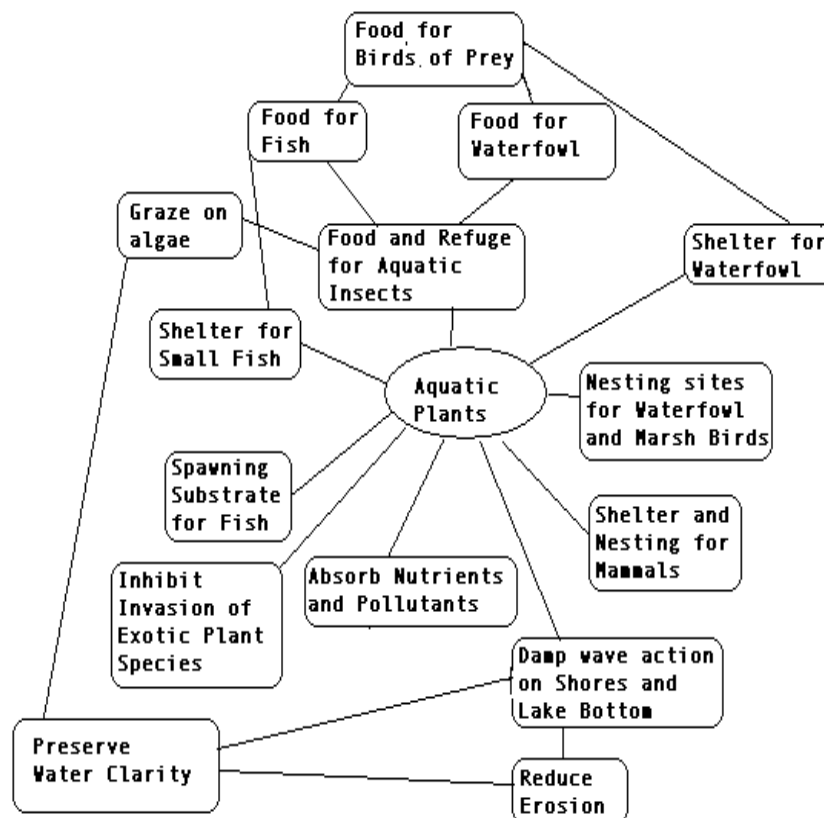 Food for
Birds of Prey
Food for
Fish
Food for
Waterfowl
Graze on
algae
Food and Refuge
for Aquatic
Insects
Shelter for
Waterfowl
Shelter for
Small Fish
Aquatic
Plants
Nesting sites
for Waterfowl
and Marsh Birds
Spawning
Substrate
for Fish
Shelter and
Nesting for
Mammals
Inhibit
Invasion of
Exotic Plant
Species
Absorb Nutrients
and Pollutants
Damp wave action
on Shores and
Lake Bottom
Preserve
Water Clarity
Reduce
Erosion